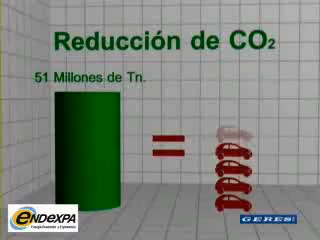 Reducción de CO2
51 Millones de Tn.
=
ENDEXPA
GERES